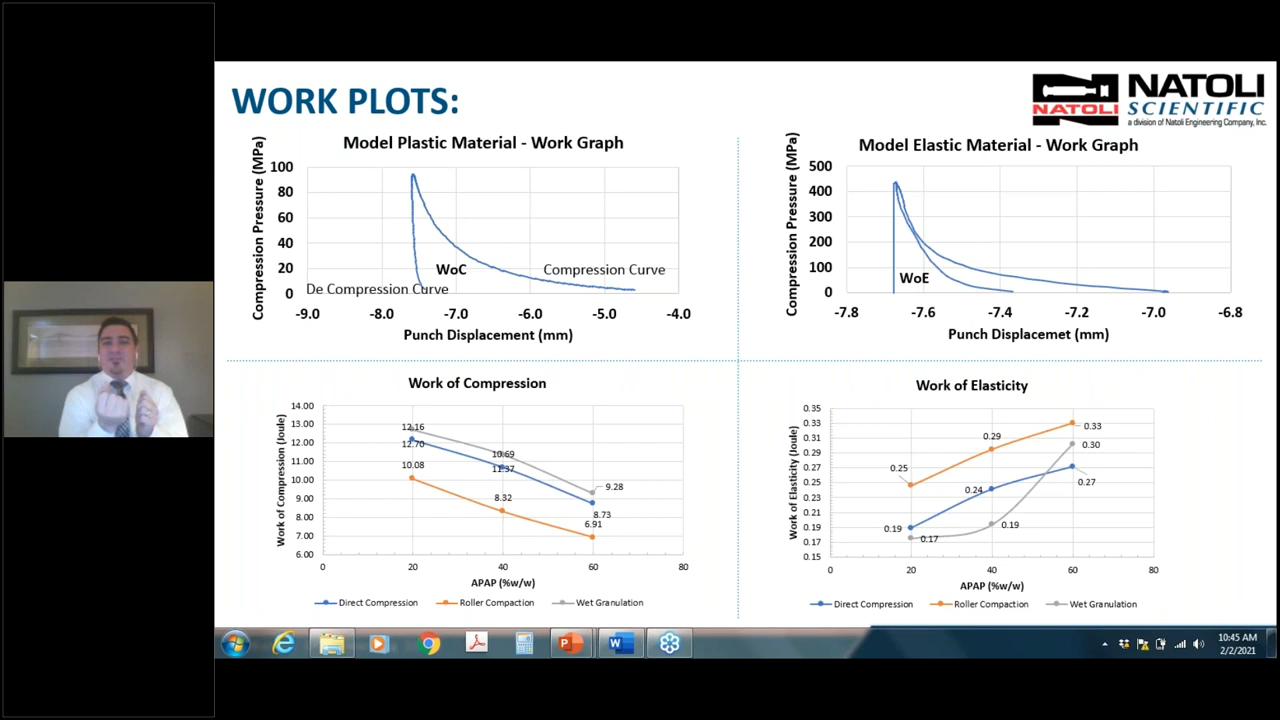 WORK PLOTS:
NATOLI
NATOLI
SCIENTIFIC
a division of Natoli Engineering Company, Inc.
Model Plastic Material - Work Graph
Compression Pressure (MPa)
100
80
60
40
20
0
WoC
Compression Curve
De Compression Curve
-9.0 -8.0 -7.0 -6.0 -5.0 -4.0
Punch Displacement (mm)
Model Elastic Material - Work Graph
Compression Pressure (MPa)
500
400
300
200
100
0
WoE
-7.8 -7.6 -7.4 -7.2 -7.0 -6.8
Punch Displacemet (mm)
Work of Compression
Work of Compression (Joule)
14.00
13.00
12.00
11.00
10.00
9.00
8.00
7.00
6.00
12.16
12.70
10.08
10.69
11.37
8.32
9.28
8.73
6.91
0 20 40 60 80
APAP (%w/w)
Direct Compression Roller Compaction Wet Granulation
Work of Elasticity
Work of Elasticity (Joule)
0.35
0.33
0.31
0.29
0.27
0.25
0.23
0.21
0.19
0.17
0.15
0.25
0.19
0.17
0.29
0.24
0.19
0.33
0.30
0.27
0 20 40 60 80
APAP (%w/w)
Direct Compression Roller Compaction Wet Granulation
10:45 AM
2/2/2021